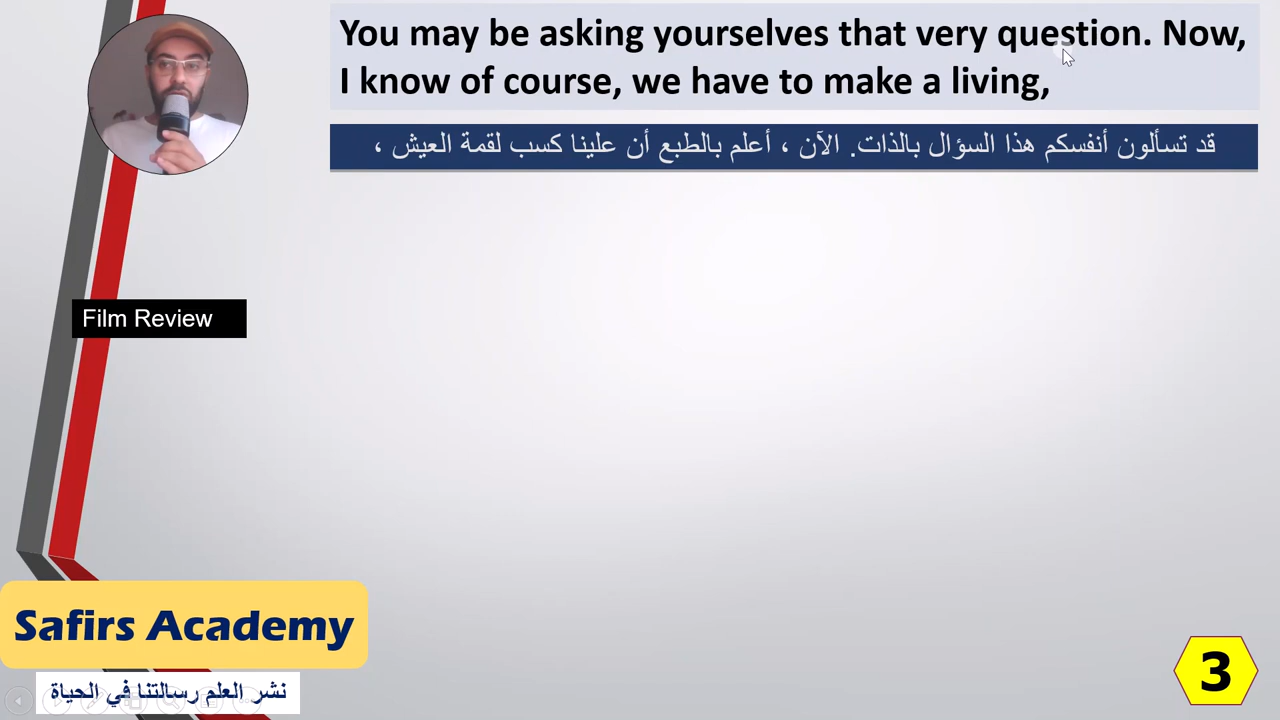 You may be asking yourselves that very question. Now,
I know of course, we have to make a living,
قد تسألون أنفسكم هذا السؤال بالذات. الآن ، أعلم بالطبع أن علينا كسب لقمة العيش ،
Film Review
Safirs Academy
نشر العلم رسالتنا في الحياة
3